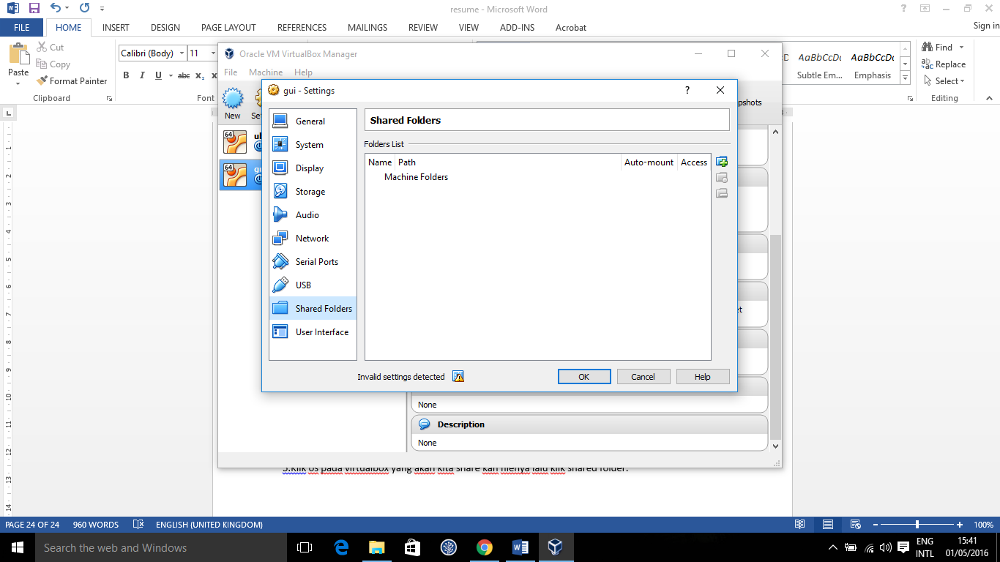 resume - Microsoft Word
FILE
HOME
INSERT
DESIGN
PAGE LAYOUT
REFERENCES
MAILINGS
REVIEW
VIEW
ADD-INS
Acrobat
Sign in
Paste
Cut
Copy
Format Painter
Clipboard
Calibri (Body)
11
B I U abc x₂
Font
AaBbCcDc
AaBbCcDc
Subtle Em...
Emphasis
Find
Replace
Select
Editing
Oracle VM VirtualBox Manager
File
Machine
Help
New
pshots
gui - Settings
General
System
Display
Storage
Audio
Network
Serial Ports
USB
Shared Folders
User Interface
Shared Folders
Folders List
Name
Path
Auto-mount
Access
Machine Folders
Invalid settings detected
OK
Cancel
Help
None
Description
None
5.Klik os pada virtualbox yang akan kita share kan filenya lalu klik shared folder.
PAGE 24 OF 24
960 WORDS
ENGLISH (UNITED KINGDOM)
100%
Search the web and Windows
ENG
INTL
15:41
01/05/2016